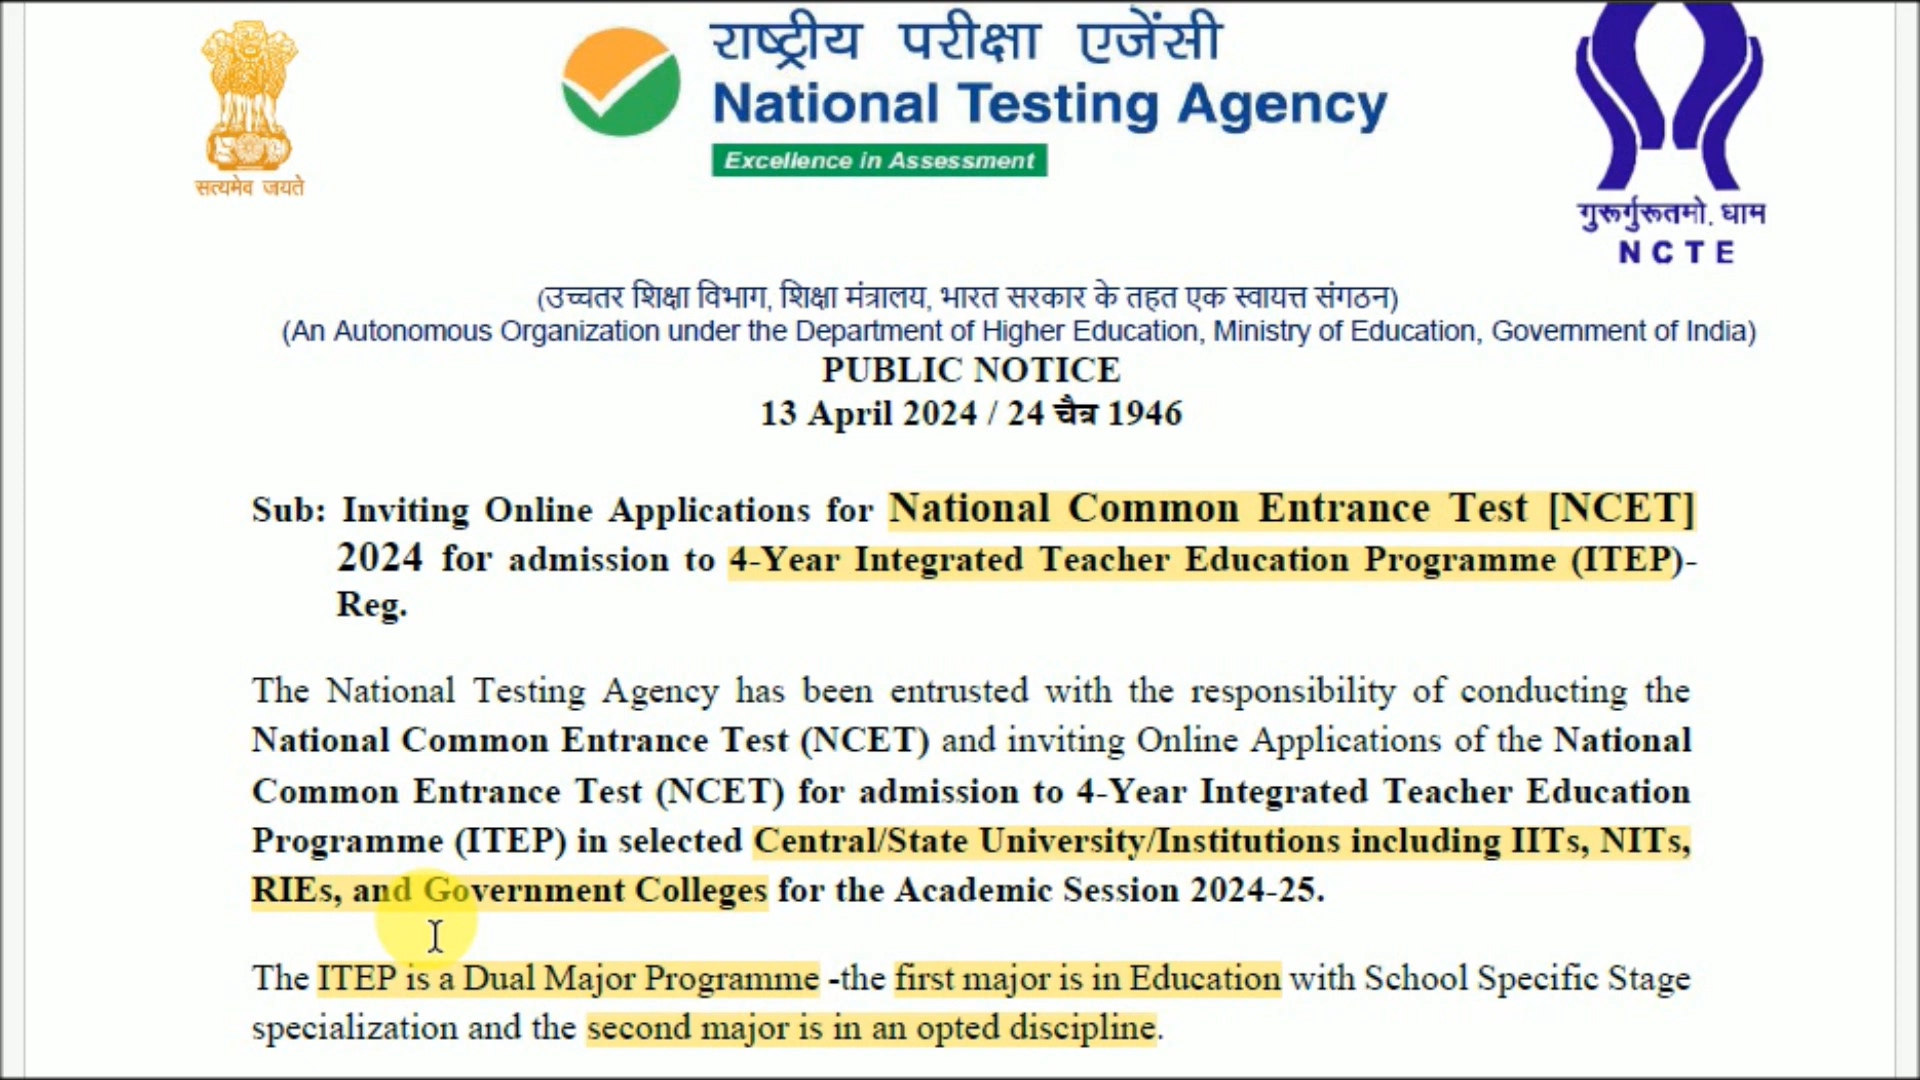 राष्ट्रीय परीक्षा एजेंसी
National Testing Agency
Excellence in Assessment
सत्यमेव जयते
गुरूर्गुरूतमो. धाम
NCTE
(उच्चतर शिक्षा विभाग, शिक्षा मंत्रालय, भारत सरकार के तहत एक स्वायत्त संगठन)
(An Autonomous Organization under the Department of Higher Education, Ministry of Education, Government of India)
PUBLIC NOTICE
13 April 2024 / 24 चैत्र 1946
Sub: Inviting Online Applications for National Common Entrance Test [NCET]
2024 for admission to 4-Year Integrated Teacher Education Programme (ITEP)-
Reg.
The National Testing Agency has been entrusted with the responsibility of conducting the
National Common Entrance Test (NCET) and inviting Online Applications of the National
Common Entrance Test (NCET) for admission to 4-Year Integrated Teacher Education
Programme (ITEP) in selected Central/State University/Institutions including IITs, NITs,
RIEs, and Government Colleges for the Academic Session 2024-25.
The ITEP is a Dual Major Programme -the first major is in Education with School Specific Stage
specialization and the second major is in an opted discipline.